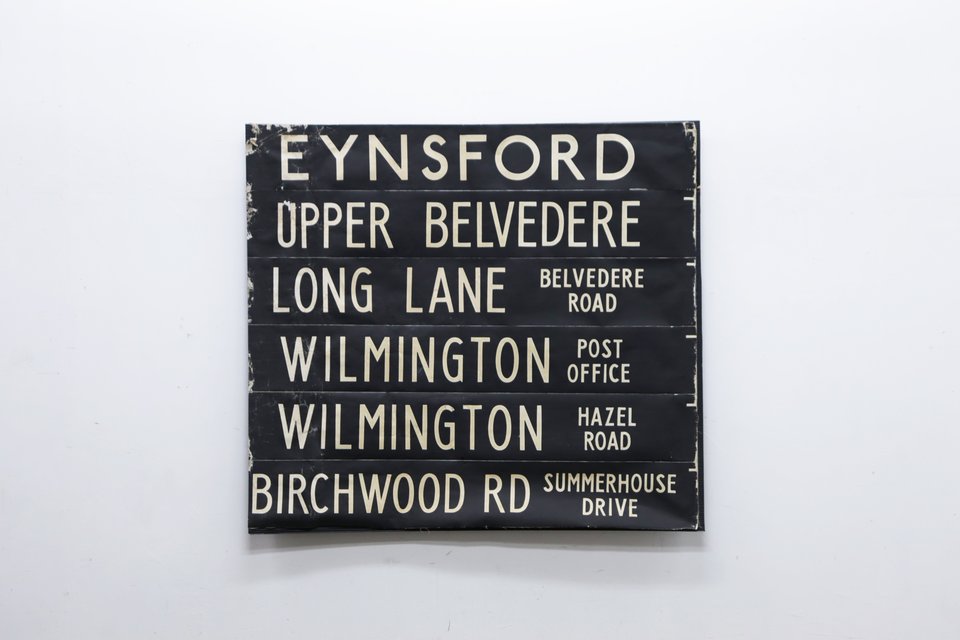 EYNSFORD
UPPER BELVEDERE
LONG LANE BELVEDERE ROAD
WILMINGTON POST OFFICE
WILMINGTON HAZEL ROAD
BIRCHWOOD RD SUMMERHOUSE DRIVE